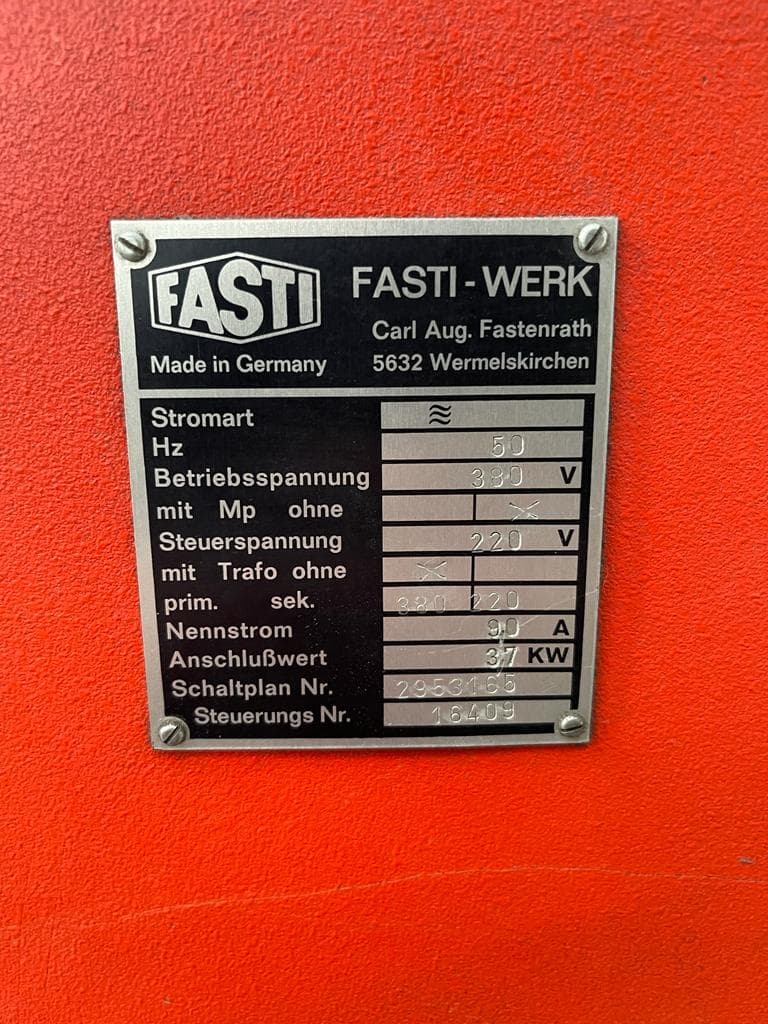 FASTI
FASTI-WERK
Carl Aug. Fastenrath
Made in Germany
5632 Wermelskirchen
Stromart ≋
Hz 50
Betriebsspannung 380 V
mit Mp ohne X
Steuerspannung 220 V
mit Trafo ohne X
prim. sek. 380 220
Nennstrom 90 A
Anschlußwert 37 KW
Schaltplan Nr. 2953165
Steuerungs Nr. 16409